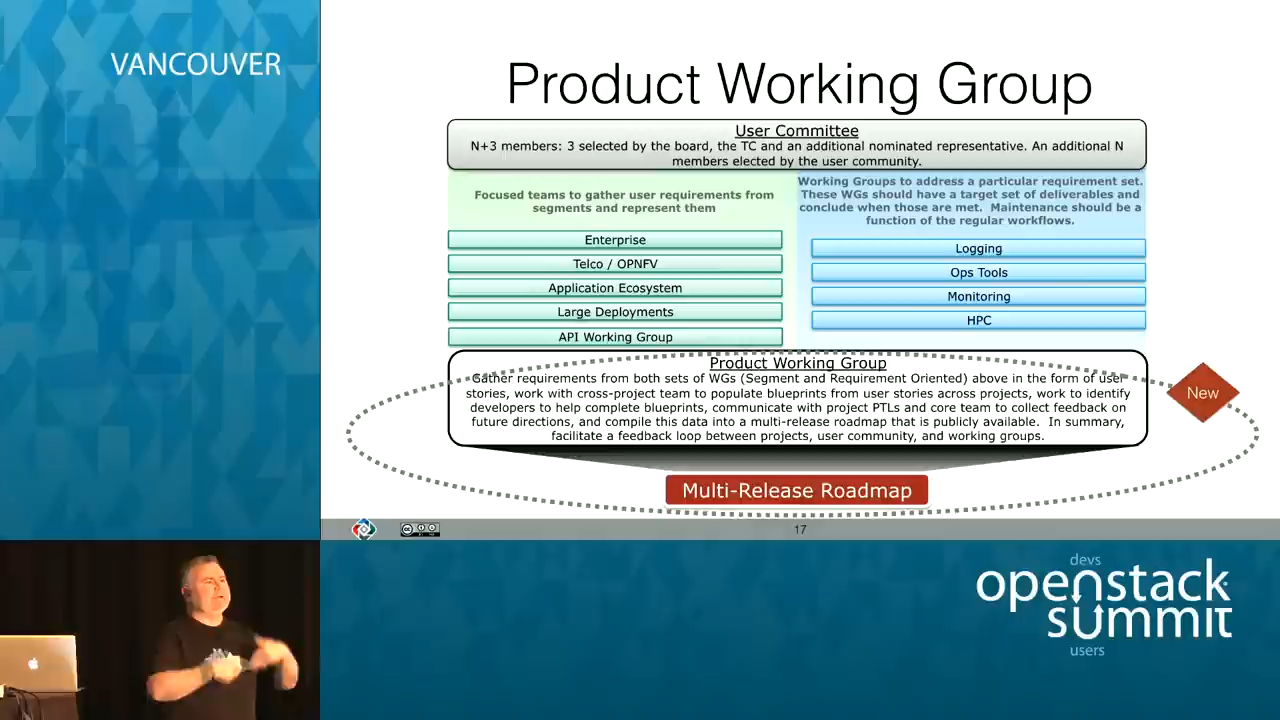 VANCOUVER
Product Working Group
User Committee
N+3 members: 3 selected by the board, the TC and an additional nominated representative. An additional N
members elected by the user community.
Focused teams to gather user requirements from
segments and represent them
Enterprise
Telco / OPNFV
Application Ecosystem
Large Deployments
API Working Group
Working Groups to address a particular requirement set.
These WGs should have a target set of deliverables and
conclude when those are met. Maintenance should be a
function of the regular workflows.
Logging
Ops Tools
Monitoring
HPC
Product Working Group
Gather requirements from both sets of WGs (Segment and Requirement Oriented) above in the form of user
stories, work with cross-project team to populate blueprints from user stories across projects, work to identify
developers to help complete blueprints, communicate with project PTLs and core team to collect feedback on
future directions, and compile this data into a multi-release roadmap that is publicly available. In summary,
facilitate a feedback loop between projects, user community, and working groups.
New
Multi-Release Roadmap
17
devs
openstack
summit
users